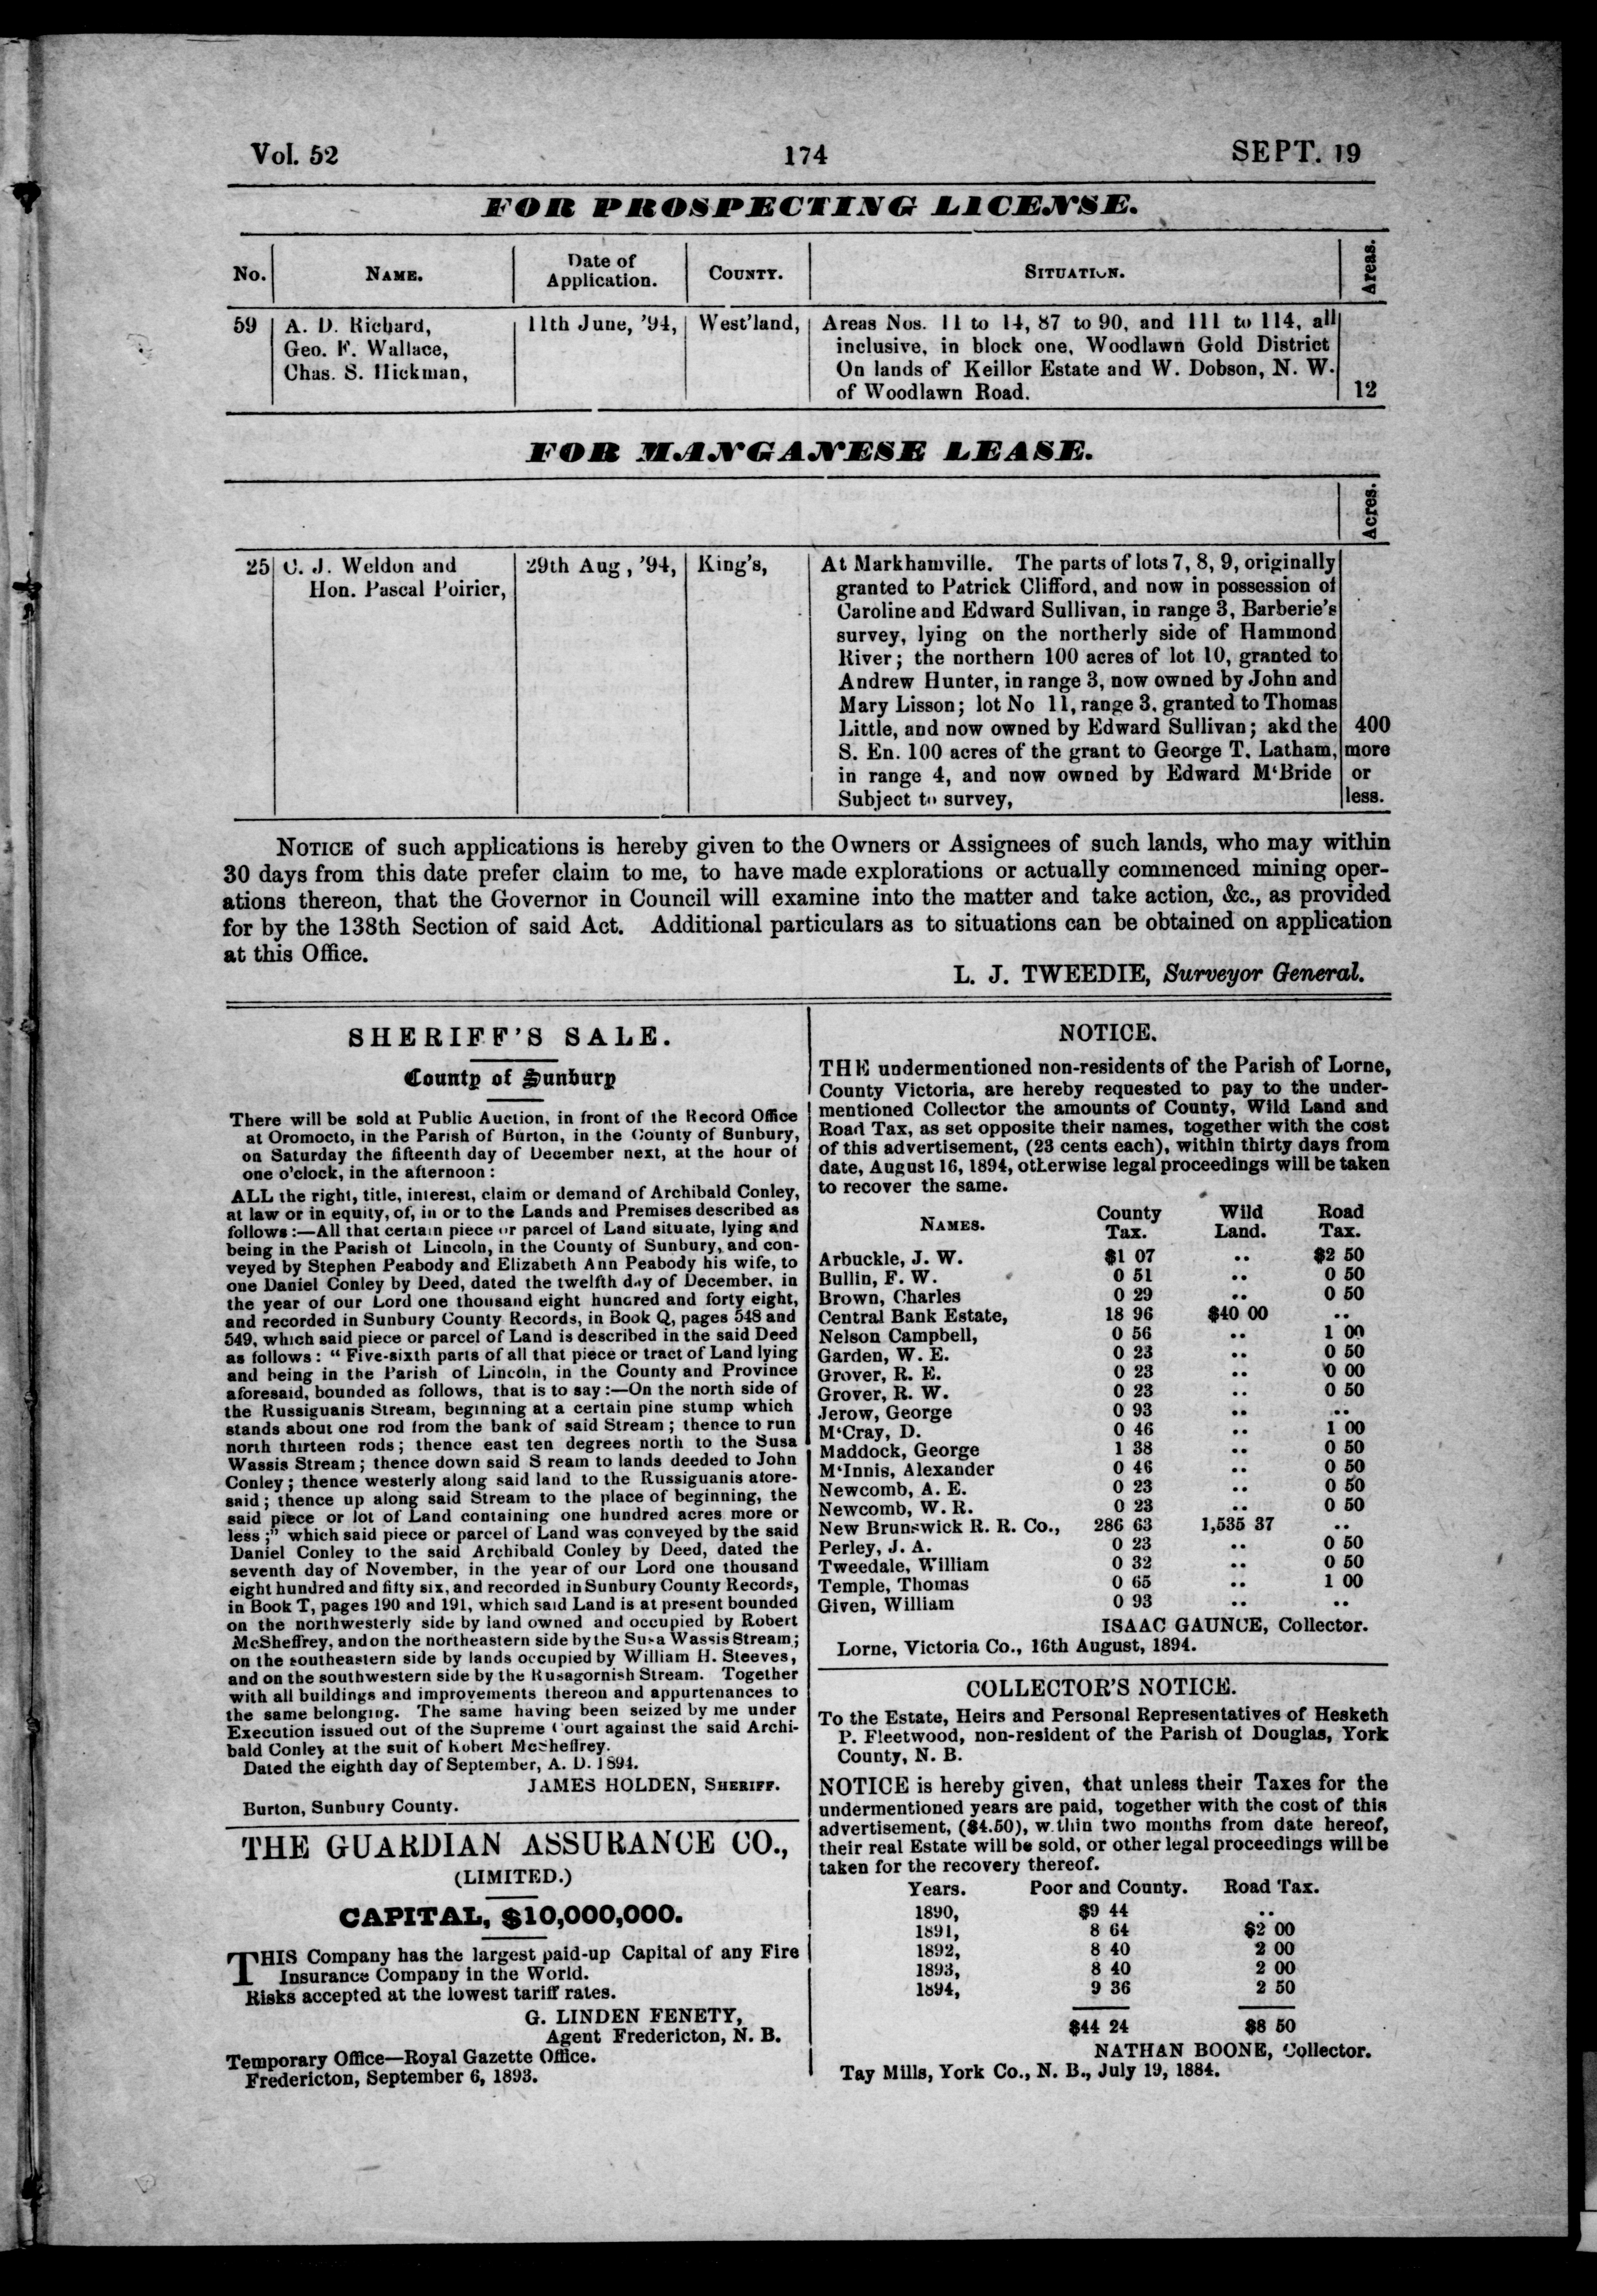 Vol. 52 174 SEPT. 19
FOR PROSPECTING LICENSE.
No. NAME. Date of Application. COUNTY. SITUATION. Areas.
59 A. D. Richard, 11th June, '94, West'land, Areas Nos. 11 to 14, 87 to 90, and 111 to 114, all
Geo. F. Wallace, inclusive, in block one, Woodlawn Gold District
Chas. S. Hickman, On lands of Keillor Estate and W. Dobson, N. W.
of Woodlawn Road. 12
FOR MANGANESE LEASE.
Acres.
25 C. J. Weldon and 29th Aug, '94, King's, At Markhamville. The parts of lots 7, 8, 9, originally
Hon. Pascal Poirier, granted to Patrick Clifford, and now in possession of
Caroline and Edward Sullivan, in range 3, Barberie's
survey, lying on the northerly side of Hammond
River; the northern 100 acres of lot 10, granted to
Andrew Hunter, in range 3, now owned by John and
Mary Lisson; lot No 11, range 3, granted to Thomas
Little, and now owned by Edward Sullivan; akd the 400
S. En. 100 acres of the grant to George T. Latham, more
in range 4, and now owned by Edward M'Bride or
Subject to survey, less.
NOTICE of such applications is hereby given to the Owners or Assignees of such lands, who may within
30 days from this date prefer claim to me, to have made explorations or actually commenced mining oper-
ations thereon, that the Governor in Council will examine into the matter and take action, &c., as provided
for by the 138th Section of said Act. Additional particulars as to situations can be obtained on application
at this Office.
L. J. TWEEDIE, Surveyor General.
SHERIFF'S SALE.
County of Sunbury
There will be sold at Public Auction, in front of the Record Office
at Oromocto, in the Parish of Burton, in the County of Sunbury,
on Saturday the fifteenth day of December next, at the hour of
one o'clock, in the afternoon:
ALL the right, title, interest, claim or demand of Archibald Conley,
at law or in equity, of, in or to the Lands and Premises described as
follows:—All that certain piece or parcel of Land situate, lying and
being in the Parish of Lincoln, in the County of Sunbury, and con-
veyed by Stephen Peabody and Elizabeth Ann Peabody his wife, to
one Daniel Conley by Deed, dated the twelfth day of December, in
the year of our Lord one thousand eight hundred and forty eight,
and recorded in Sunbury County Records, in Book Q, pages 548 and
549, which said piece or parcel of Land is described in the said Deed
as follows: "Five-sixth parts of all that piece or tract of Land lying
and being in the Parish of Lincoln, in the County and Province
aforesaid, bounded as follows, that is to say:—On the north side of
the Russiguanis Stream, beginning at a certain pine stump which
stands about one rod from the bank of said Stream; thence to run
north thirteen rods; thence east ten degrees north to the Susa
Wassis Stream; thence down said S ream to lands deeded to John
Conley; thence westerly along said land to the Russiguanis afore-
said; thence up along said Stream to the place of beginning, the
said piece or lot of Land containing one hundred acres more or
less;" which said piece or parcel of Land was conveyed by the said
Daniel Conley to the said Archibald Conley by Deed, dated the
seventh day of November, in the year of our Lord one thousand
eight hundred and fifty six, and recorded in Sunbury County Records,
in Book T, pages 190 and 191, which said Land is at present bounded
on the northwesterly side by land owned and occupied by Robert
McSheffrey, and on the northeastern side by the Susa Wassis Stream;
on the southeastern side by lands occupied by William H. Steeves,
and on the southwestern side by the Rusagornish Stream. Together
with all buildings and improvements thereon and appurtenances to
the same belonging. The same having been seized by me under
Execution issued out of the Supreme Court against the said Archi-
bald Conley at the suit of Robert McSheffrey.
Dated the eighth day of September, A. D. 1894.
JAMES HOLDEN, SHERIFF.
Burton, Sunbury County.
THE GUARDIAN ASSURANCE CO.,
(LIMITED.)
CAPITAL, $10,000,000.
THIS Company has the largest paid-up Capital of any Fire
Insurance Company in the World.
Risks accepted at the lowest tariff rates.
G. LINDEN FENETY,
Agent Fredericton, N. B.
Temporary Office—Royal Gazette Office.
Fredericton, September 6, 1893.
NOTICE.
THE undermentioned non-residents of the Parish of Lorne,
County Victoria, are hereby requested to pay to the under-
mentioned Collector the amounts of County, Wild Land and
Road Tax, as set opposite their names, together with the cost
of this advertisement, (23 cents each), within thirty days from
date, August 16, 1894, otherwise legal proceedings will be taken
to recover the same.
NAMES. County Tax. Wild Land. Road Tax.
Arbuckle, J. W. $1 07 .. $2 50
Bullin, F. W. 0 51 .. 0 50
Brown, Charles 0 29 .. 0 50
Central Bank Estate, 18 96 $40 00 ..
Nelson Campbell, 0 56 .. 1 00
Garden, W. E. 0 23 .. 0 50
Grover, R. E. 0 23 .. 0 00
Grover, R. W. 0 23 .. 0 50
Jerow, George 0 93 .. ..
M'Cray, D. 0 46 .. 1 00
Maddock, George 1 38 .. 0 50
M'Innis, Alexander 0 46 .. 0 50
Newcomb, A. E. 0 23 .. 0 50
Newcomb, W. R. 0 23 .. 0 50
New Brunswick R. R. Co., 286 63 1,535 37 ..
Perley, J. A. 0 23 .. 0 50
Tweedale, William 0 32 .. 0 50
Temple, Thomas 0 65 .. 1 00
Given, William 0 93 .. ..
ISAAC GAUNCE, Collector.
Lorne, Victoria Co., 16th August, 1894.
COLLECTOR'S NOTICE.
To the Estate, Heirs and Personal Representatives of Hesketh
P. Fleetwood, non-resident of the Parish of Douglas, York
County, N. B.
NOTICE is hereby given, that unless their Taxes for the
undermentioned years are paid, together with the cost of this
advertisement, ($4.50), within two months from date hereof,
their real Estate will be sold, or other legal proceedings will be
taken for the recovery thereof.
Years. Poor and County. Road Tax.
1890, $9 44 ..
1891, 8 64 $2 00
1892, 8 40 2 00
1893, 8 40 2 00
1894, 9 36 2 50
$44 24 $8 50
NATHAN BOONE, Collector.
Tay Mills, York Co., N. B., July 19, 1884.